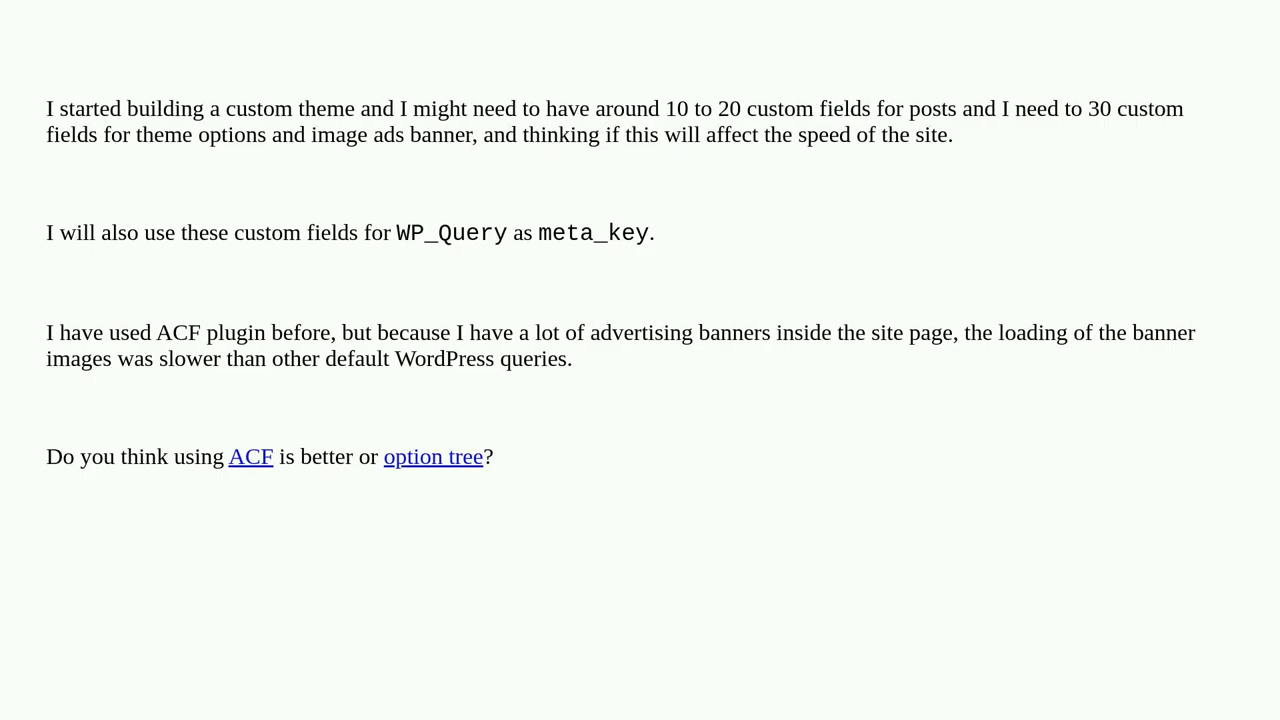 I started building a custom theme and I might need to have around 10 to 20 custom fields for posts and I need to 30 custom
fields for theme options and image ads banner, and thinking if this will affect the speed of the site.
I will also use these custom fields for WP_Query as meta_key.
I have used ACF plugin before, but because I have a lot of advertising banners inside the site page, the loading of the banner
images was slower than other default WordPress queries.
Do you think using ACF is better or option tree?